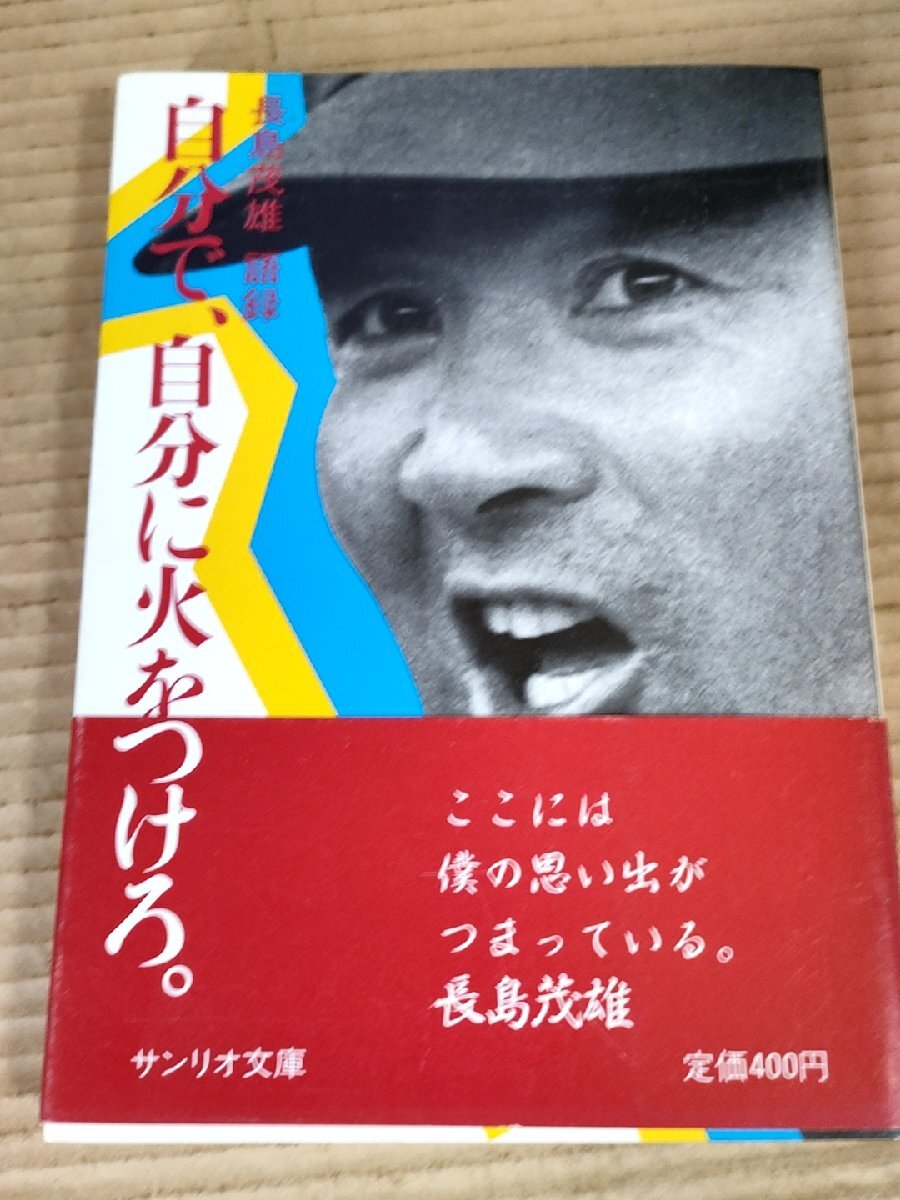 長島茂雄 語録
自分で、自分に火をつけろ。
ここには
僕の思い出が
つまっている。
長島茂雄
サンリオ文庫
定価400円